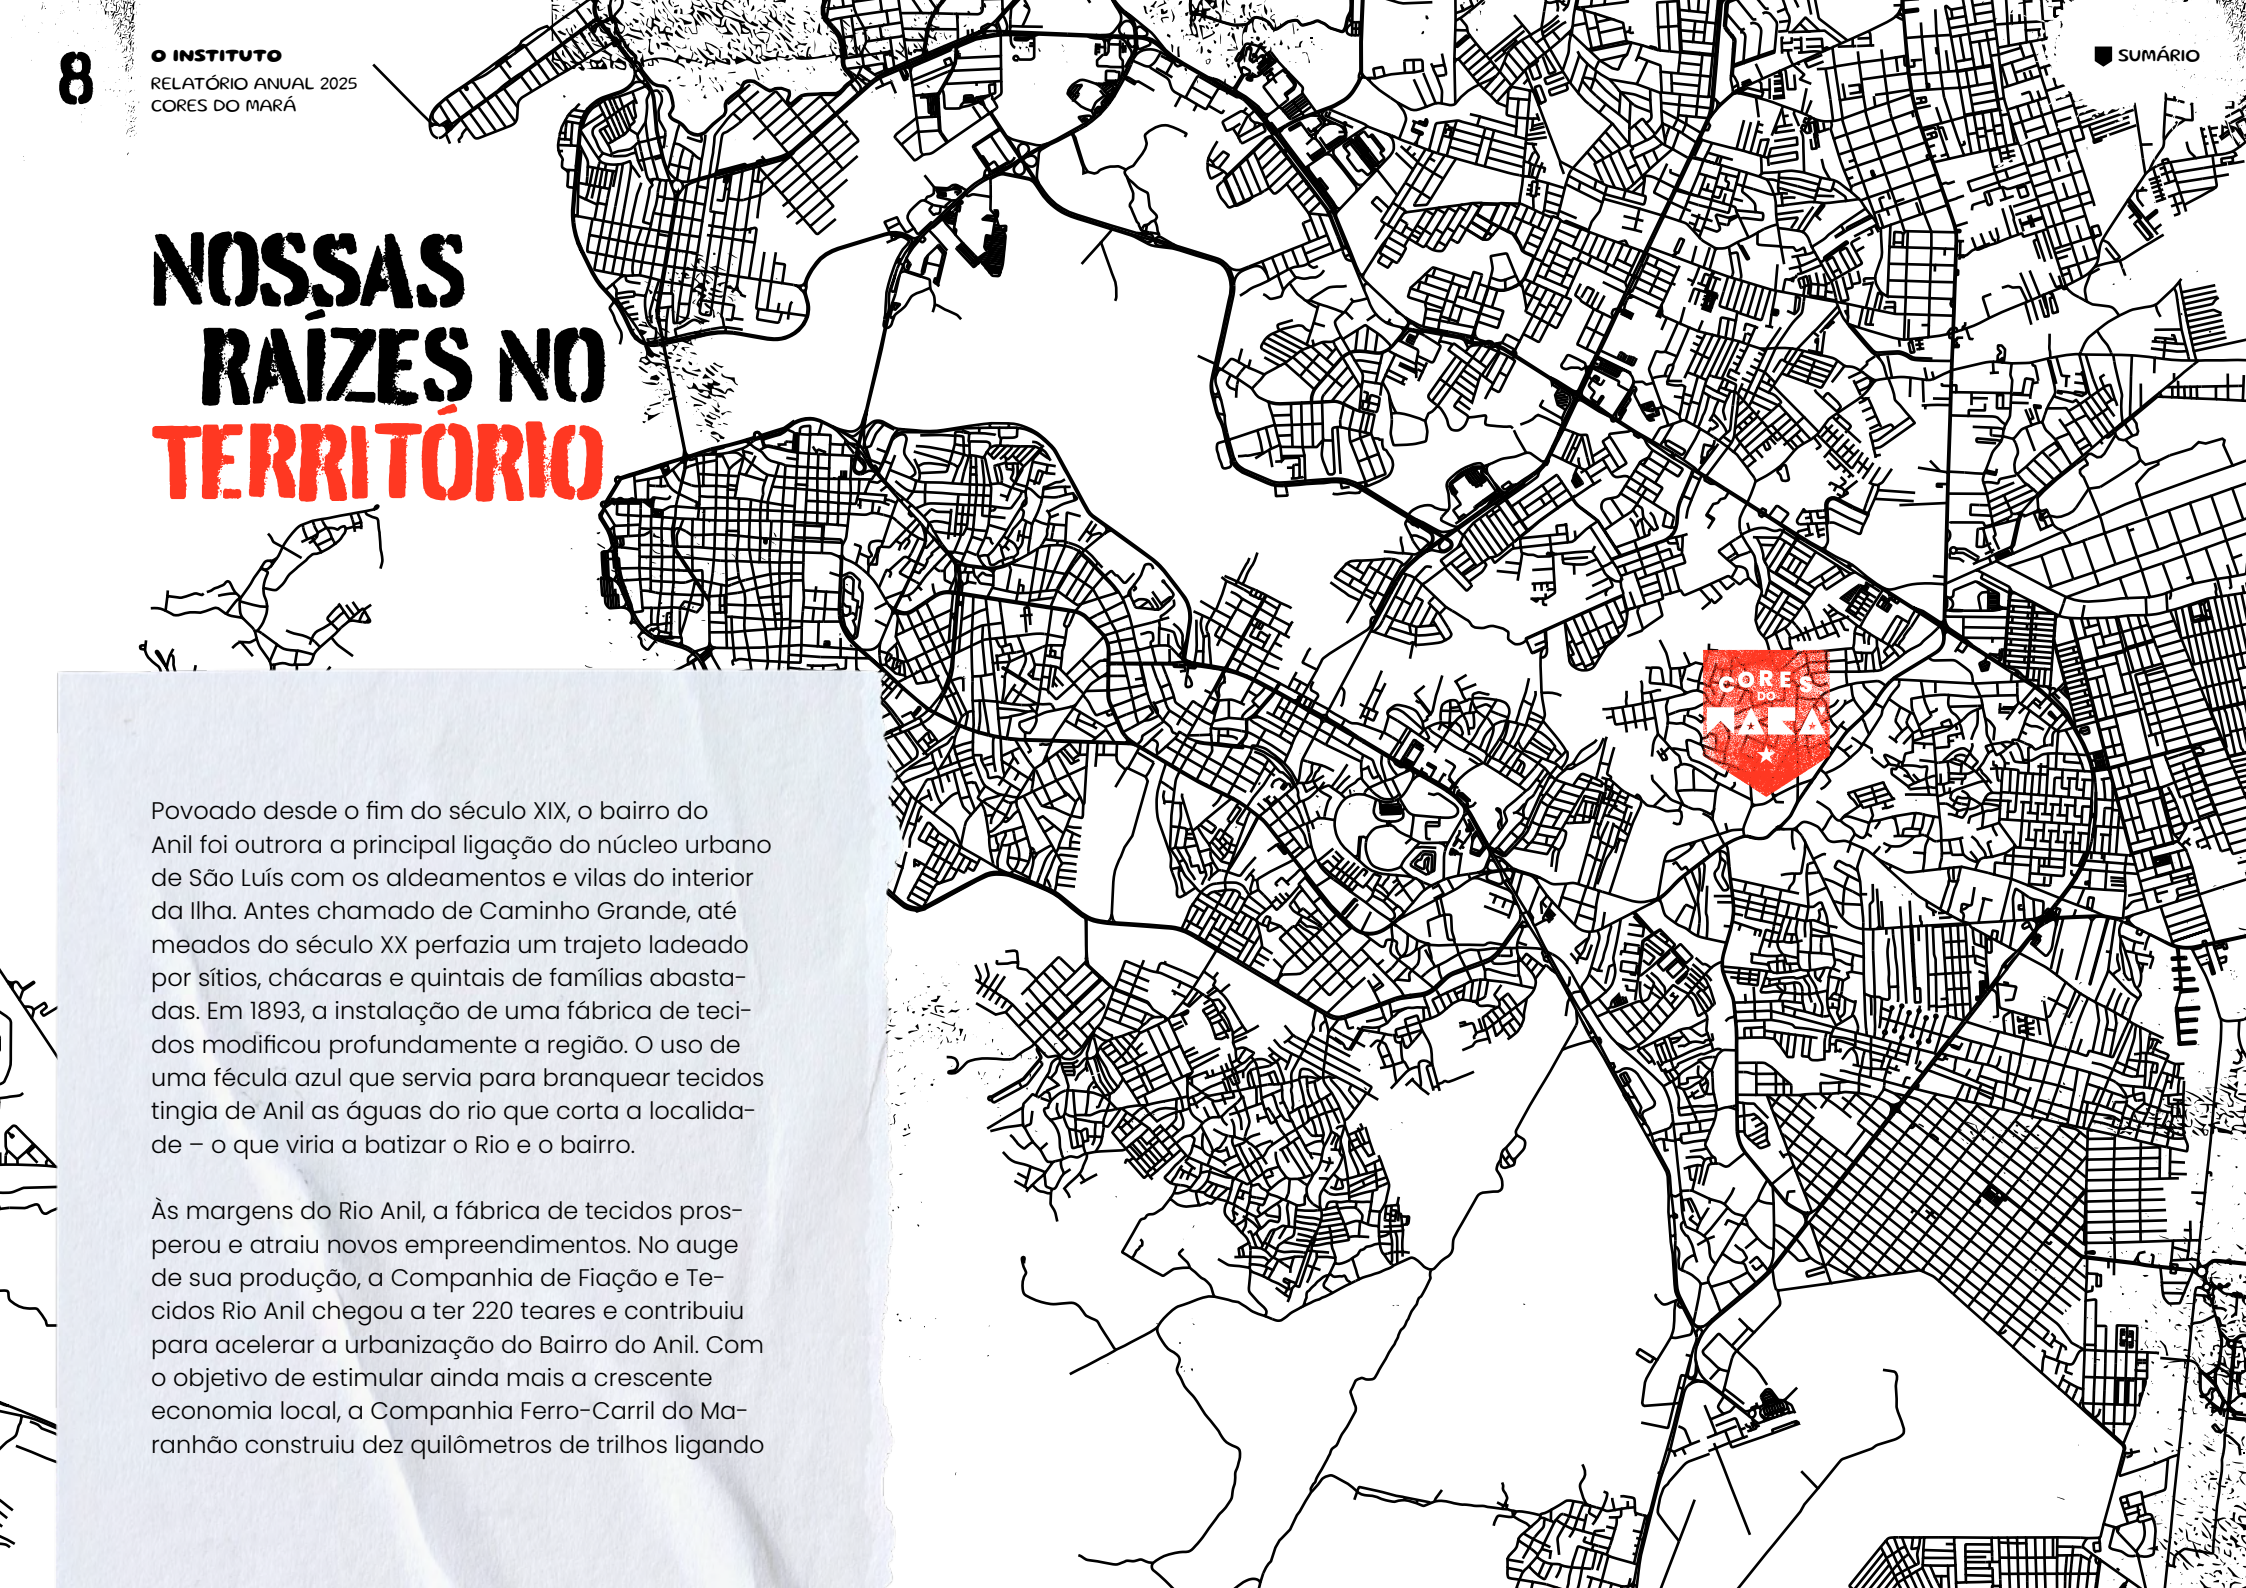 8
O INSTITUTO
RELATÓRIO ANUAL 2025
CORES DO MARÁ
SUMÁRIO
NOSSAS
RAÍZES NO
TERRITÓRIO
CORES
DO
MARÁ
Povoado desde o fim do século XIX, o bairro do
Anil foi outrora a principal ligação do núcleo urbano
de São Luís com os aldeamentos e vilas do interior
da Ilha. Antes chamado de Caminho Grande, até
meados do século XX perfazia um trajeto ladeado
por sítios, chácaras e quintais de famílias abasta-
das. Em 1893, a instalação de uma fábrica de teci-
dos modificou profundamente a região. O uso de
uma fécula azul que servia para branquear tecidos
tingia de Anil as águas do rio que corta a localida-
de – o que viria a batizar o Rio e o bairro.
Às margens do Rio Anil, a fábrica de tecidos pros-
perou e atraiu novos empreendimentos. No auge
de sua produção, a Companhia de Fiação e Te-
cidos Rio Anil chegou a ter 220 teares e contribuiu
para acelerar a urbanização do Bairro do Anil. Com
o objetivo de estimular ainda mais a crescente
economia local, a Companhia Ferro-Carril do Ma-
ranhão construiu dez quilômetros de trilhos ligando